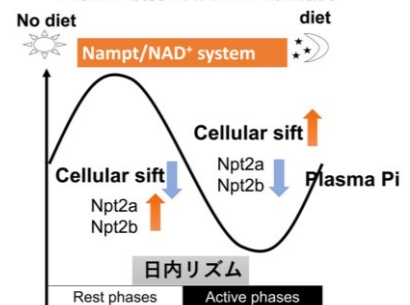 No diet
diet
Nampt/NAD⁺ system
Cellular sift
Npt2a
Npt2b
Plasma Pi
Cellular sift
Npt2a
Npt2b
日内リズム
Rest phases
Active phases